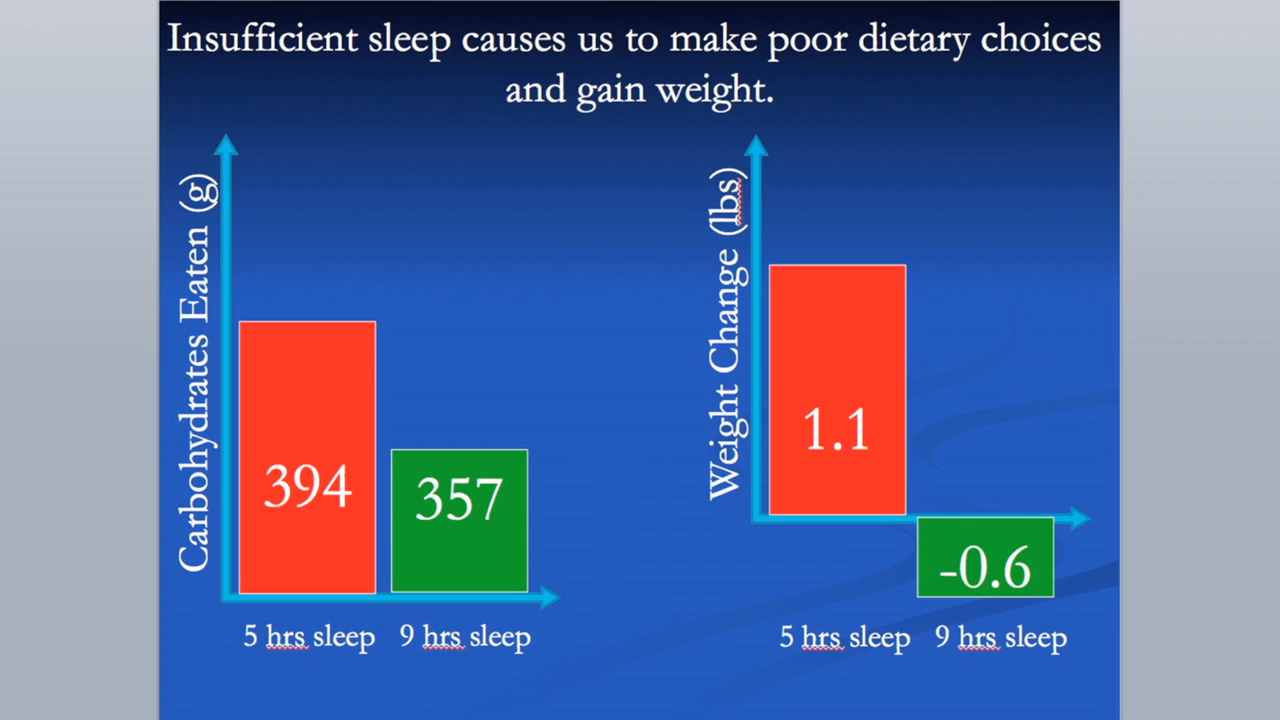 Insufficient sleep causes us to make poor dietary choices
and gain weight.
Carbohydrates Eaten (g)
394
357
5 hrs sleep
9 hrs sleep
Weight Change (lbs)
1.1
-0.6
5 hrs sleep
9 hrs sleep